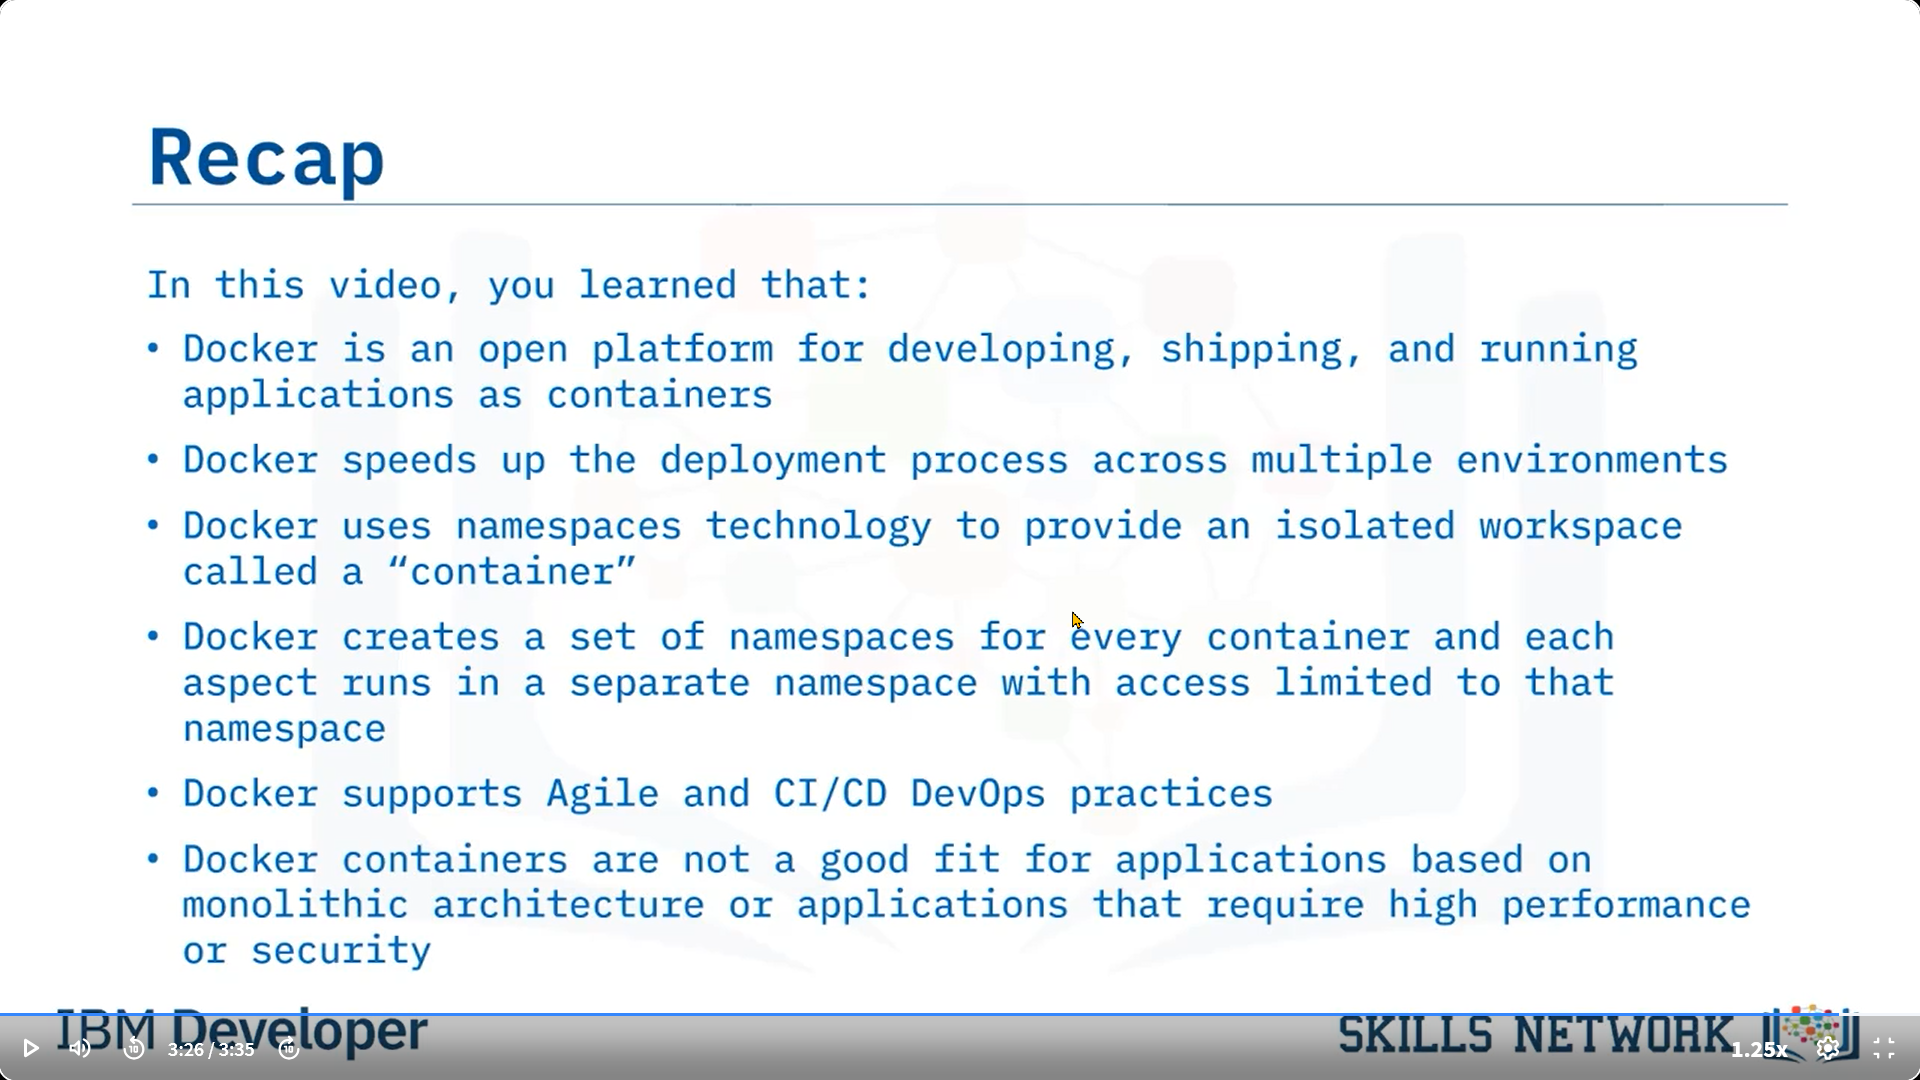 Recap
In this video, you learned that:
• Docker is an open platform for developing, shipping, and running
applications as containers
• Docker speeds up the deployment process across multiple environments
• Docker uses namespaces technology to provide an isolated workspace
called a “container”
• Docker creates a set of namespaces for every container and each
aspect runs in a separate namespace with access limited to that
namespace
• Docker supports Agile and CI/CD DevOps practices
• Docker containers are not a good fit for applications based on
monolithic architecture or applications that require high performance
or security
IBM Developer
SKILLS NETWORK
10 3:26 / 3:35 10 1.25x